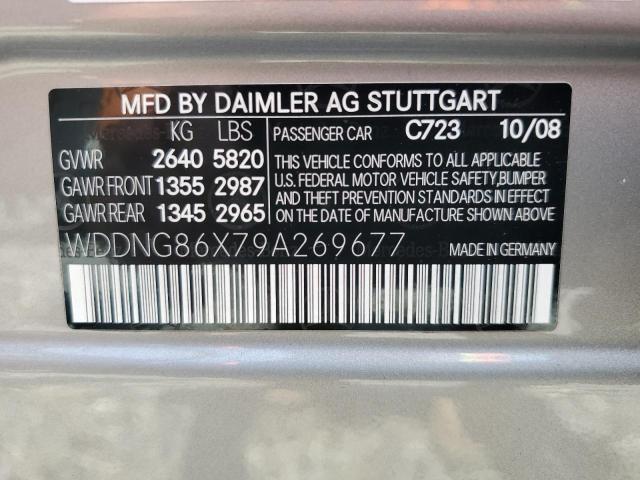 MFD BY DAIMLER AG STUTTGART
KG LBS PASSENGER CAR C723 10/08
GVWR 2640 5820
GAWR FRONT 1355 2987
GAWR REAR 1345 2965
THIS VEHICLE CONFORMS TO ALL APPLICABLE
U.S. FEDERAL MOTOR VEHICLE SAFETY,BUMPER
AND THEFT PREVENTION STANDARDS IN EFFECT
ON THE DATE OF MANUFACTURE SHOWN ABOVE.
WDDNG86X79A269677 MADE IN GERMANY